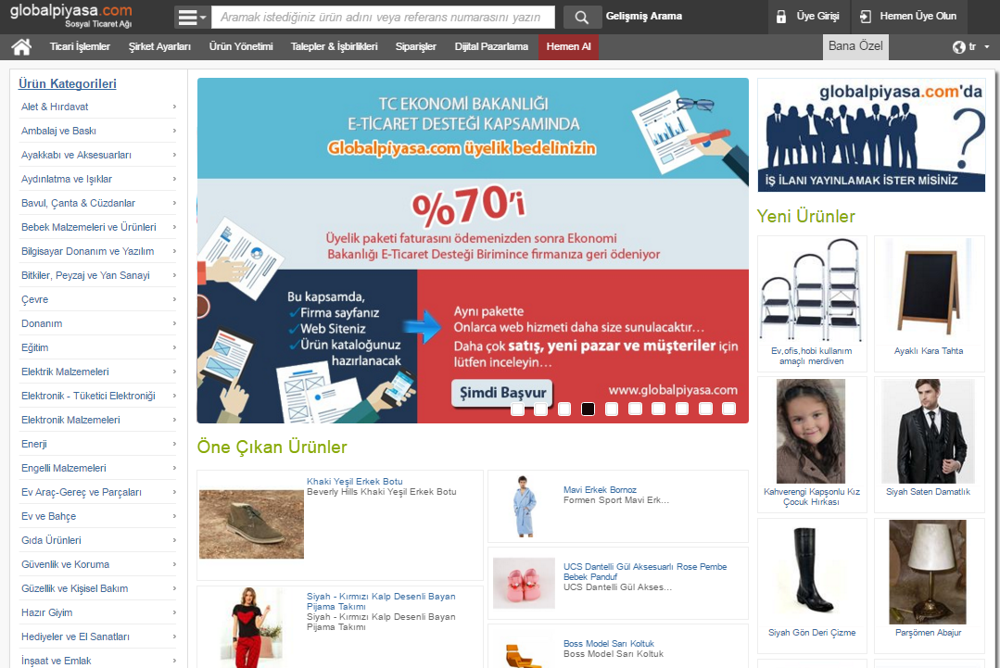 globalpiyasa.com
Sosyal Ticaret Ağı
Aramak istediğiniz ürün adını veya referans numarasını yazın
Gelişmiş Arama
Üye Girişi
Hemen Üye Olun
Ticari İşlemler
Şirket Ayarları
Ürün Yönetimi
Talepler & İşbirlikleri
Siparişler
Dijital Pazarlama
Hemen Al
Bana Özel
tr
Ürün Kategorileri
Alet & Hırdavat
Ambalaj ve Baskı
Ayakkabı ve Aksesuarları
Aydınlatma ve Işıklar
Bavul, Çanta & Cüzdanlar
Bebek Malzemeleri ve Ürünleri
Bilgisayar Donanım ve Yazılım
Bitkiler, Peyzaj ve Yan Sanayi
Çevre
Donanım
Eğitim
Elektrik Malzemeleri
Elektronik - Tüketici Elektroniği
Elektronik Malzemeleri
Enerji
Engelli Malzemeleri
Ev Araç-Gereç ve Parçaları
Ev ve Bahçe
Gıda Ürünleri
Güvenlik ve Koruma
Güzellik ve Kişisel Bakım
Hazır Giyim
Hediyeler ve El Sanatları
İnşaat ve Emlak
TC EKONOMİ BAKANLIĞI
E-TİCARET DESTEĞİ KAPSAMINDA
Globalpiyasa.com üyelik bedelinizin
%70'i
Üyelik paketi faturasını ödemenizden sonra Ekonomi
Bakanlığı E-Ticaret Desteği Birimince firmanıza geri ödeniyor
Bu kapsamda,
Firma sayfanız
Web Siteniz
Ürün kataloğunuz
hazırlanacak
Aynı pakette
Onlarca web hizmeti daha size sunulacaktır...
Daha çok satış, yeni pazar ve müşteriler için
lütfen inceleyin...
Şimdi Başvur
www.globalpiyasa.com
Öne Çıkan Ürünler
Khaki Yeşil Erkek Botu
Beverly Hills Khaki Yeşil Erkek Botu
Siyah - Kırmızı Kalp Desenli Bayan
Pijama Takımı
Siyah - Kırmızı Kalp Desenli Bayan
Pijama Takımı
Mavi Erkek Bornoz
Formen Sport Mavi Erk...
UCS Dantelli Gül Aksesuarlı Rose Pembe
Bebek Panduf
UCS Dantelli Gül Akses...
Boss Model Sarı Koltuk
Boss Model Sarı Koltuk
globalpiyasa.com'da
?
İŞ İLANI YAYINLAMAK İSTER MİSİNİZ
Yeni Ürünler
Ev,ofis,hobi kullanım
amaçlı merdiven
Ayaklı Kara Tahta
Kahverengi Kapşonlu Kız
Çocuk Hırkası
Siyah Saten Damatlık
Siyah Gön Deri Çizme
Parşömen Abajur